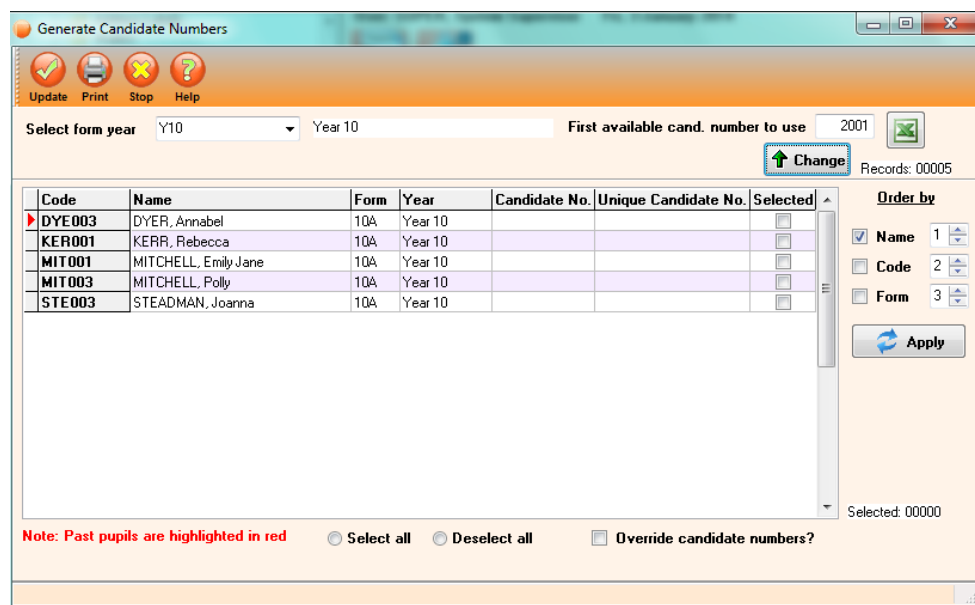 Generate Candidate Numbers
Update Print Stop Help
Select form year Y10 Year 10 First available cand. number to use 2001
Change
Records: 00005
Code Name Form Year Candidate No. Unique Candidate No. Selected
DYE003 DYER, Annabel 10A Year 10
KER001 KERR, Rebecca 10A Year 10
MIT001 MITCHELL, Emily Jane 10A Year 10
MIT003 MITCHELL, Polly 10A Year 10
STE003 STEADMAN, Joanna 10A Year 10
Order by
Name 1
Code 2
Form 3
Apply
Selected: 00000
Note: Past pupils are highlighted in red Select all Deselect all Override candidate numbers?